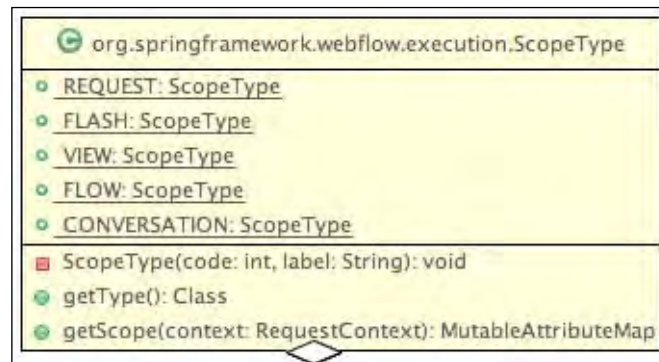 C org.springframework.webflow.execution.ScopeType
REQUEST: ScopeType
FLASH: ScopeType
VIEW: ScopeType
FLOW: ScopeType
CONVERSATION: ScopeType
ScopeType(code: int, label: String): void
getType(): Class
getScope(context: RequestContext): MutableAttributeMap